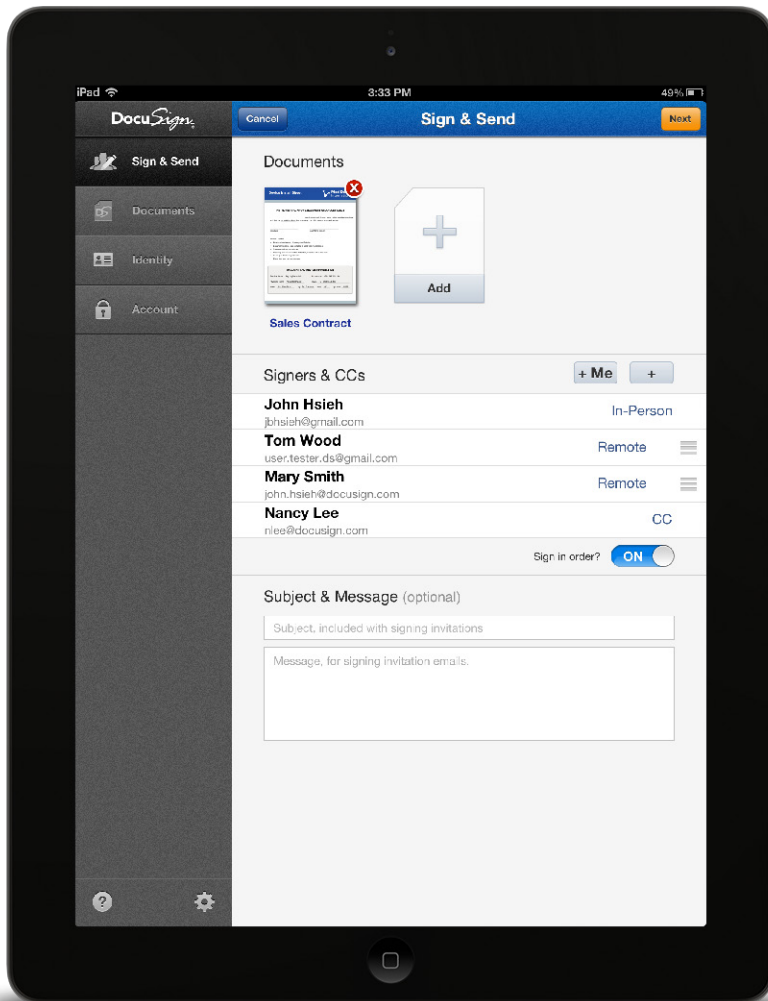 iPad
3:33 PM
49%
DocuSign
Cancel
Sign & Send
Next
Sign & Send
Documents
Identity
Account
Documents
Add
Sales Contract
Signers & CCs
+ Me
+
John Hsieh
In-Person
jbhsieh@gmail.com
Tom Wood
Remote
user.tester.ds@gmail.com
Mary Smith
Remote
john.hsieh@docusign.com
Nancy Lee
CC
nlee@docusign.com
Sign in order?
ON
Subject & Message (optional)
Subject, included with signing invitations
Message, for signing invitation emails.
?